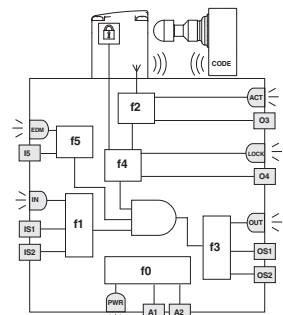 CODE
ACT
f2
O3
EDM
f5
LOCK
I5
f4
O4
IN
f1
OUT
IS1
f3
OS1
IS2
OS2
f0
PWR
A1
A2